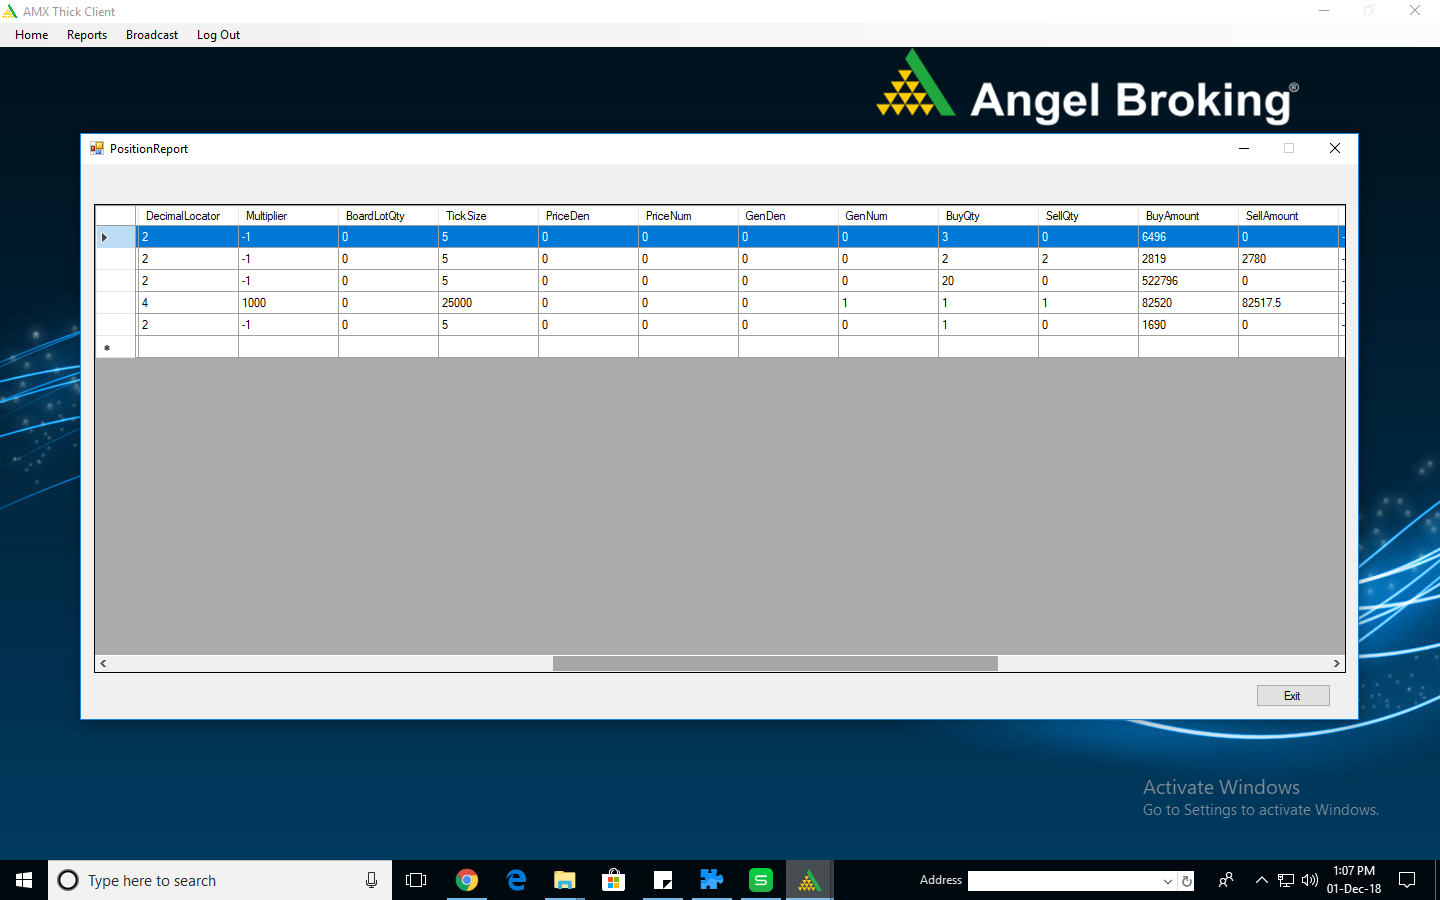 AMX Thick Client
Home Reports Broadcast Log Out
Angel Broking®
PositionReport
DecimalLocator Multiplier BoardLotQty TickSize PriceDen PriceNum GenDen GenNum BuyQty SellQty BuyAmount SellAmount
2 -1 0 5 0 0 0 0 3 0 6496 0 -
2 -1 0 5 0 0 0 0 2 2 2819 2780 -
2 -1 0 5 0 0 0 0 20 0 522796 0 -
4 1000 0 25000 0 0 0 1 1 1 82520 82517.5 -
2 -1 0 5 0 0 0 0 1 0 1690 0 -
*
Exit
Activate Windows
Go to Settings to activate Windows.
Type here to search
Address
1:07 PM
01-Dec-18